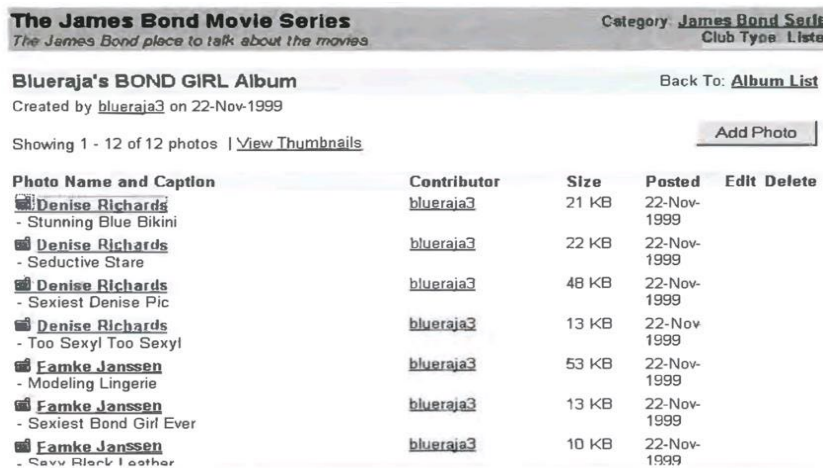 The James Bond Movie Series
Category: James Bond Serie
The James Bond place to talk about the movies
Club Type Liste
Blueraja's BOND GIRL Album
Back To: Album List
Created by blueraja3 on 22-Nov-1999
Showing 1 - 12 of 12 photos | View Thumbnails
Add Photo
Photo Name and Caption Contributor Size Posted Edit Delete
Denise Richards blueraja3 21 KB 22-Nov-
- Stunning Blue Bikini 1999
Denise Richards blueraja3 22 KB 22-Nov-
- Seductive Stare 1999
Denise Richards blueraja3 48 KB 22-Nov-
- Sexiest Denise Pic 1999
Denise Richards blueraja3 13 KB 22-Nov-
- Too Sexy! Too Sexy! 1999
Famke Janssen blueraja3 53 KB 22-Nov-
- Modeling Lingerie 1999
Famke Janssen blueraja3 13 KB 22-Nov-
- Sexiest Bond Girl Ever 1999
Famke Janssen blueraja3 10 KB 22-Nov-
- Sexy Black Leather 1999